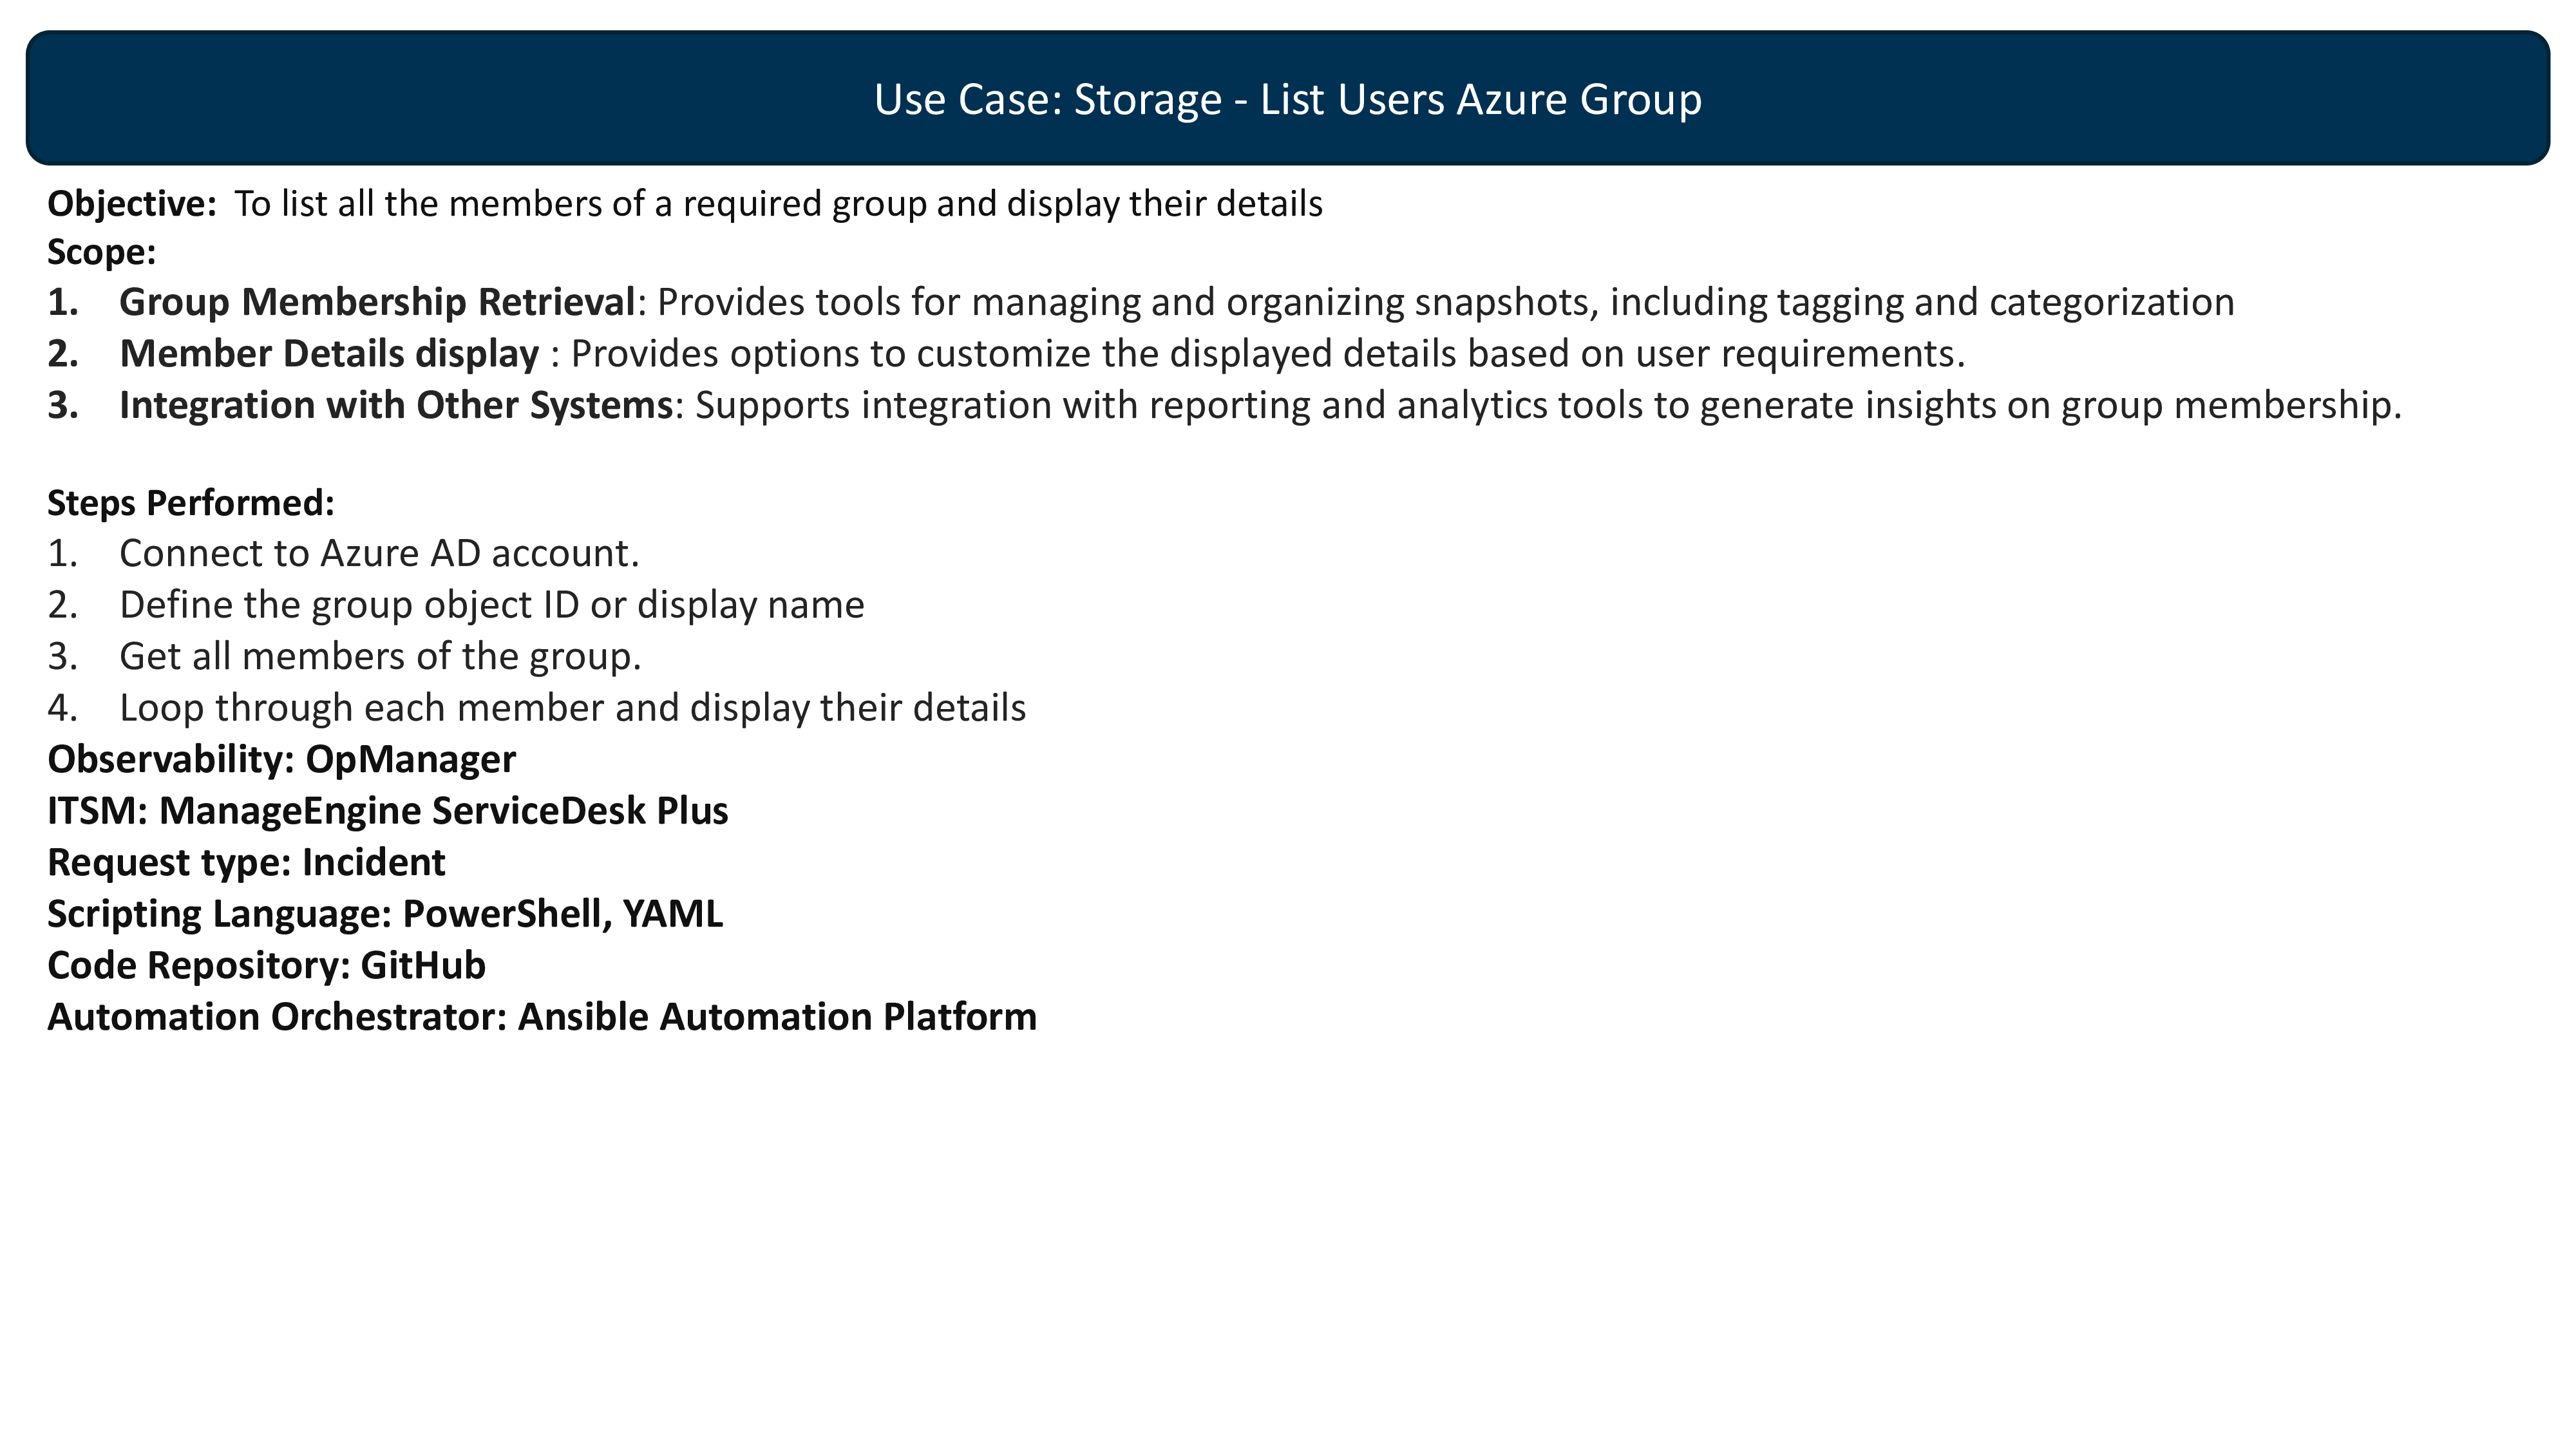 Use Case: Storage - List Users Azure Group
Objective: To list all the members of a required group and display their details
Scope:
1. Group Membership Retrieval: Provides tools for managing and organizing snapshots, including tagging and categorization
2. Member Details display : Provides options to customize the displayed details based on user requirements.
3. Integration with Other Systems: Supports integration with reporting and analytics tools to generate insights on group membership.
Steps Performed:
1. Connect to Azure AD account.
2. Define the group object ID or display name
3. Get all members of the group.
4. Loop through each member and display their details
Observability: OpManager
ITSM: ManageEngine ServiceDesk Plus
Request type: Incident
Scripting Language: PowerShell, YAML
Code Repository: GitHub
Automation Orchestrator: Ansible Automation Platform